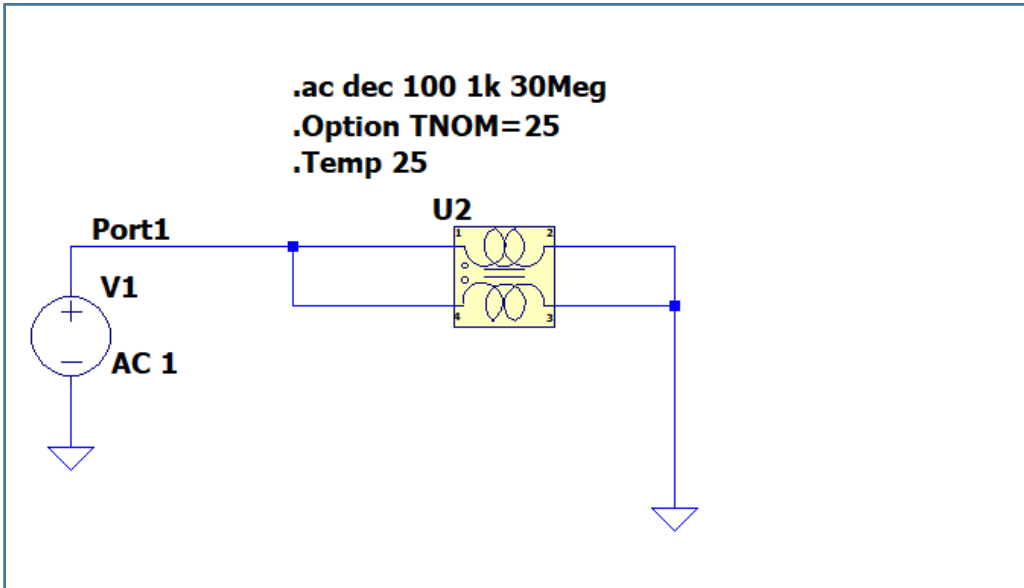 .ac dec 100 1k 30Meg
.Option TNOM=25
.Temp 25
U2
Port1
1
2
V1
4
3
AC 1